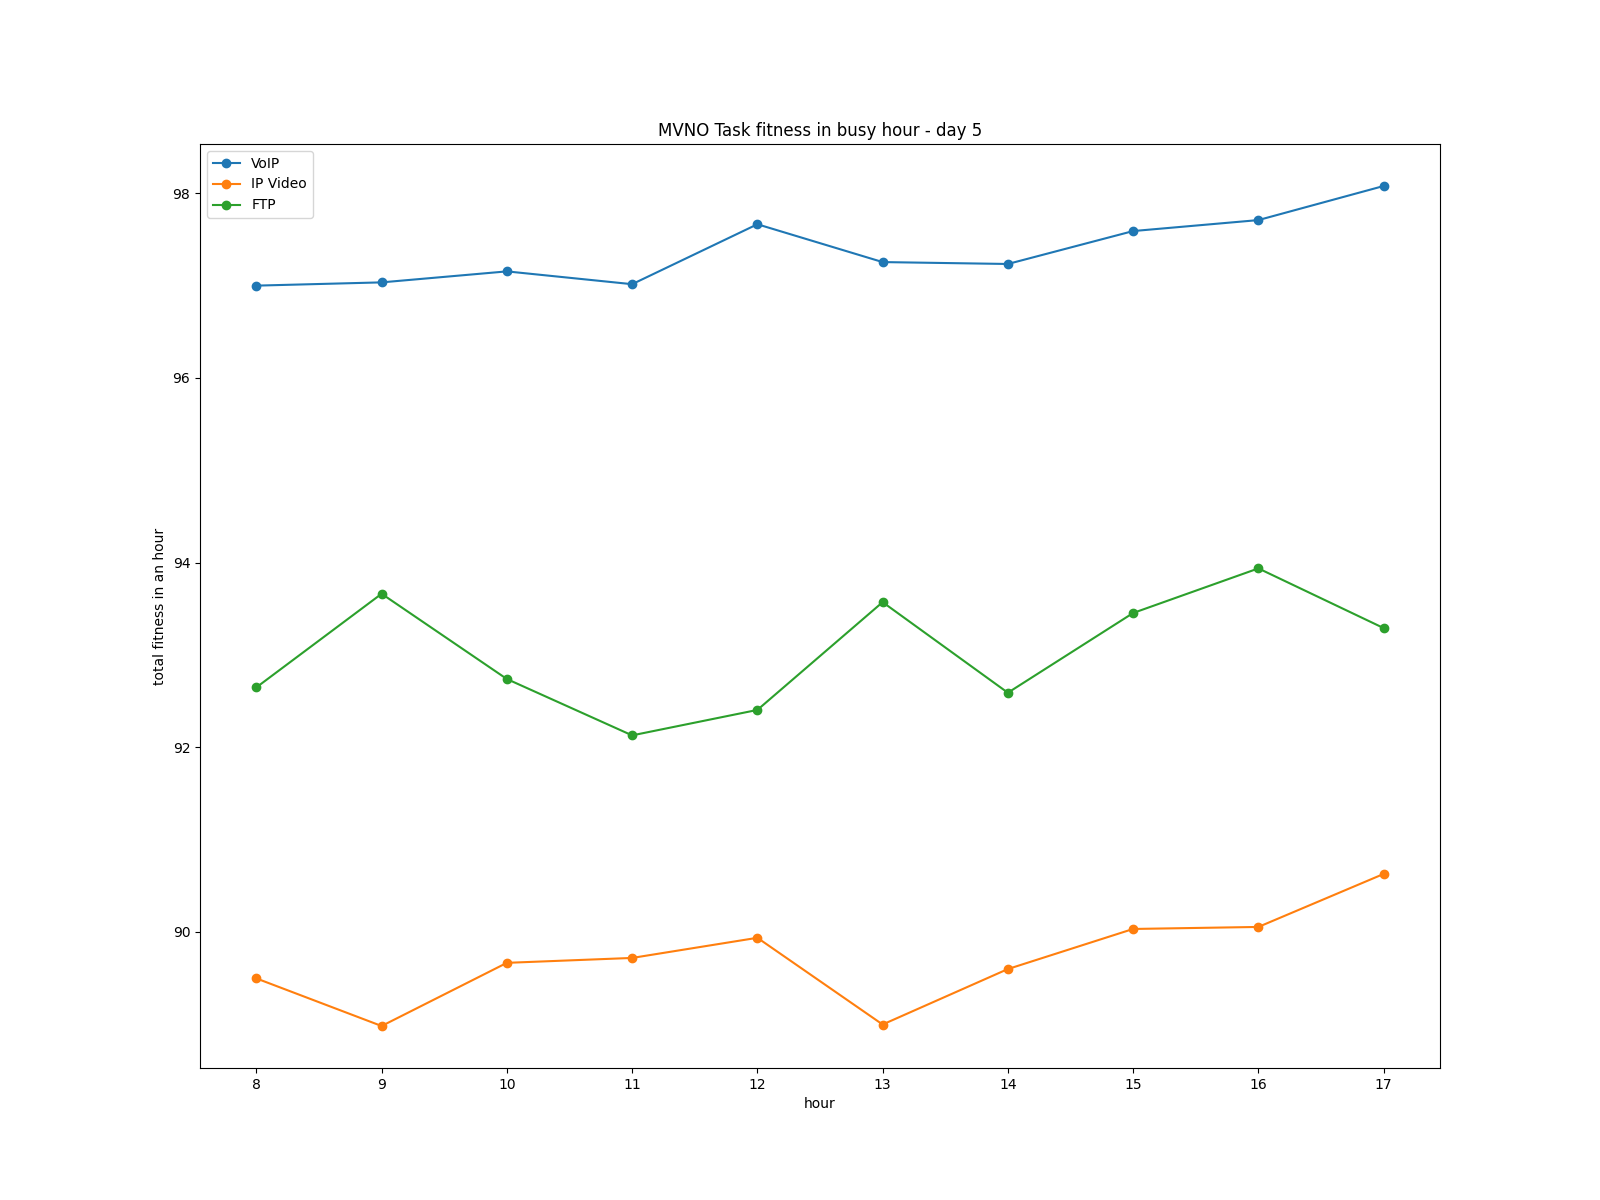 MVNO Task fitness in busy hour - day 5
VoIP
IP Video
FTP
98
96
94
92
90
total fitness in an hour
8 9 10 11 12 13 14 15 16 17
hour